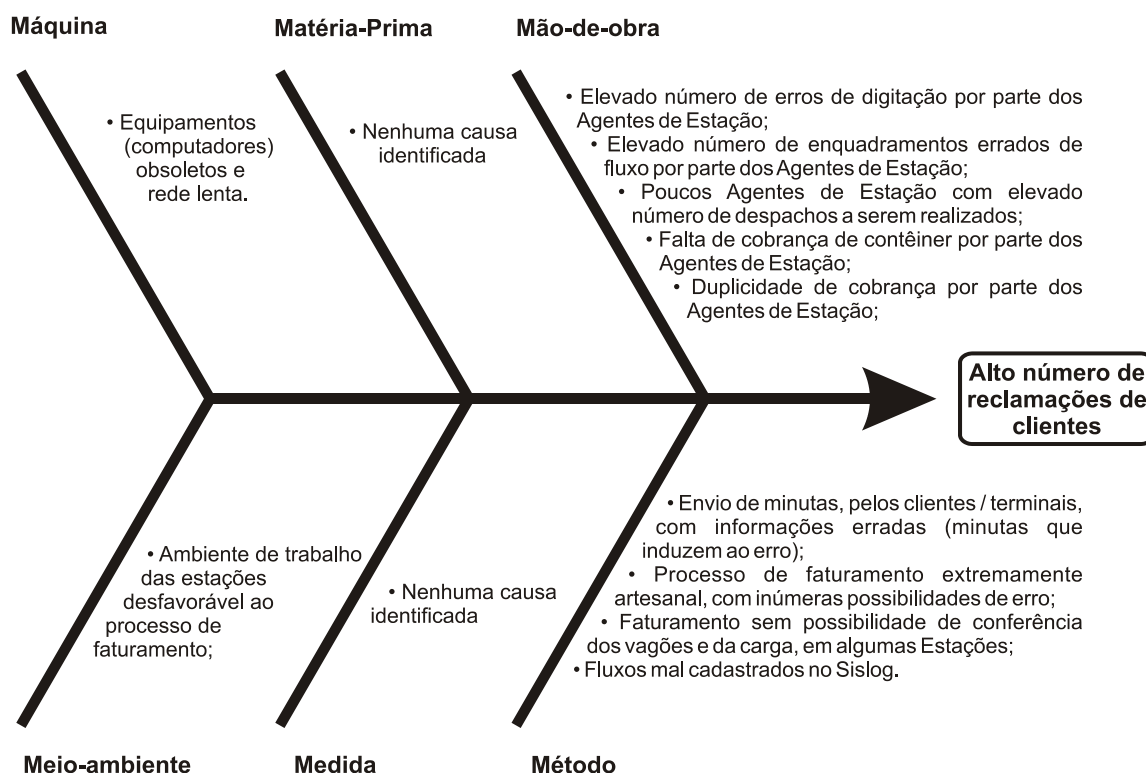 Máquina
Matéria-Prima
Mão-de-obra
• Equipamentos
(computadores)
obsoletos e
rede lenta.
• Nenhuma causa
identificada
• Elevado número de erros de digitação por parte dos
Agentes de Estação;
• Elevado número de enquadramentos errados de
fluxo por parte dos Agentes de Estação;
• Poucos Agentes de Estação com elevado
número de despachos a serem realizados;
• Falta de cobrança de contêiner por parte dos
Agentes de Estação;
• Duplicidade de cobrança por parte dos
Agentes de Estação;
Alto número de
reclamações de
clientes
• Ambiente de trabalho
das estações
desfavorável ao
processo de
faturamento;
• Nenhuma causa
identificada
• Envio de minutas, pelos clientes / terminais,
com informações erradas (minutas que
induzem ao erro);
• Processo de faturamento extremamente
artesanal, com inúmeras possibilidades de erro;
• Faturamento sem possibilidade de conferência
dos vagões e da carga, em algumas Estações;
• Fluxos mal cadastrados no Sislog.
Meio-ambiente
Medida
Método